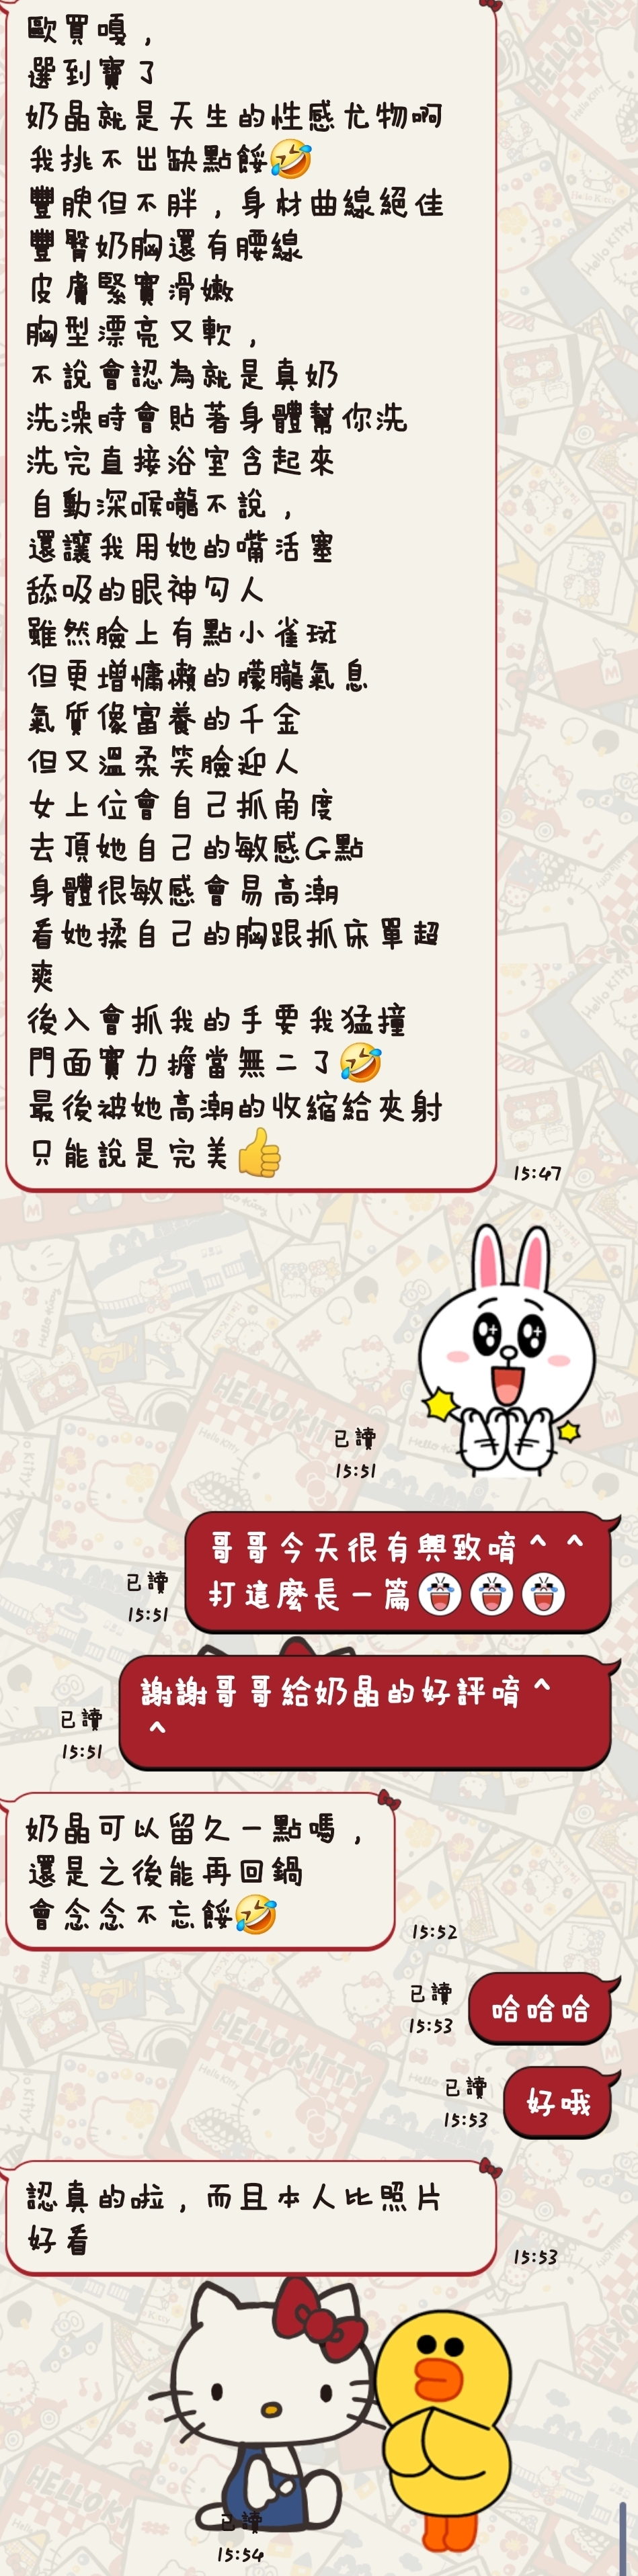 歐買嘎，
選到寶了
奶晶就是天生的性感尤物啊
我挑不出缺點餒🤣
豐腴但不胖，身材曲線絕佳
豐臀奶胸還有腰線
皮膚緊實滑嫩
胸型漂亮又軟，
不說會認為就是真奶
洗澡時會貼著身體幫你洗
洗完直接浴室含起來
自動深喉嚨不說，
還讓我用她的嘴活塞
舔吸的眼神勾人
雖然臉上有點小雀斑
但更增慵懶的朦朧氣息
氣質像富養的千金
但又溫柔笑臉迎人
女上位會自己抓角度
去頂她自己的敏感G點
身體很敏感會易高潮
看她揉自己的胸跟抓床單超
爽
後入會抓我的手要我猛撞
門面實力擔當無二了🤣
最後被她高潮的收縮給夾射
只能說是完美👍
15:47
已讀
15:51
哥哥今天很有興致唷^ ^
打這麼長一篇
已讀
15:51
謝謝哥哥給奶晶的好評唷^
^
已讀
15:51
奶晶可以留久一點嗎，
還是之後能再回鍋
會念念不忘餒🤣
15:52
哈哈哈
已讀
15:53
好哦
已讀
15:53
認真的啦，而且本人比照片
好看
15:53
已讀
15:54